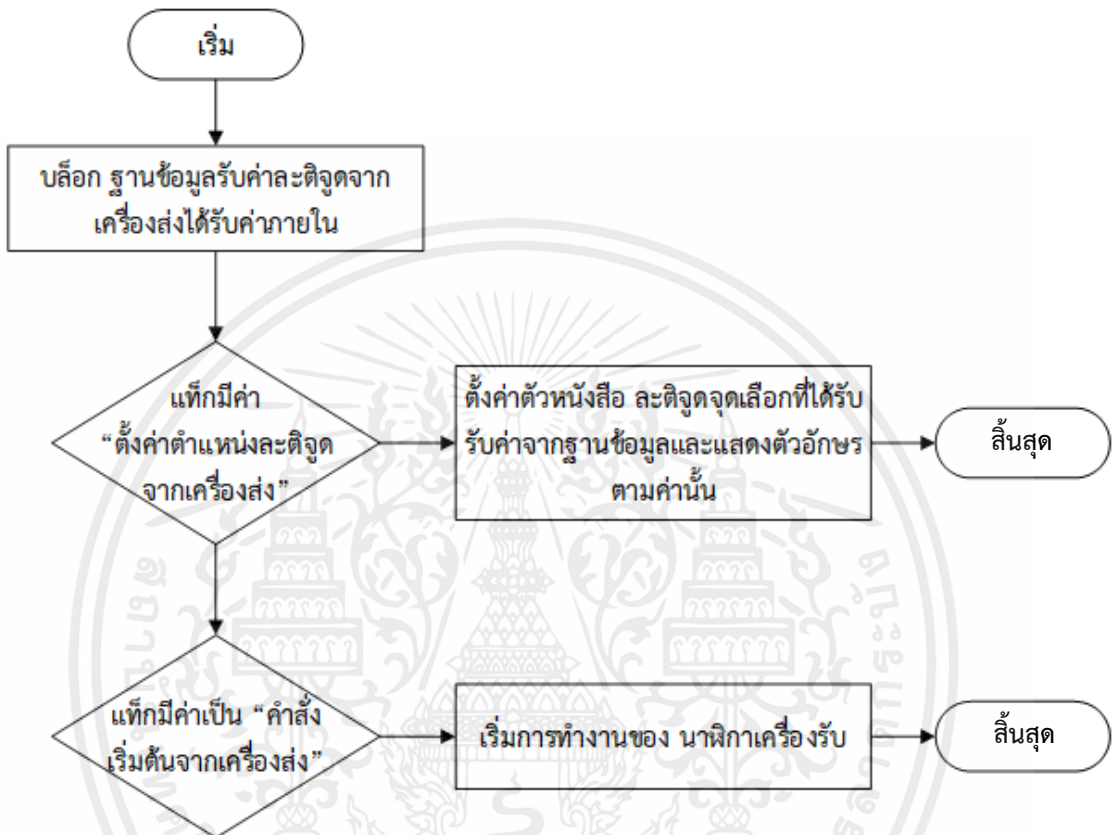 เริ่ม
บล็อก ฐานข้อมูลรับค่าละติจูดจาก
เครื่องส่งได้รับค่าภายใน
แท็กมีค่า
“ตั้งค่าตำแหน่งละติจูด
จากเครื่องส่ง”
ตั้งค่าตัวหนังสือ ละติจูดจุดเลือกที่ได้รับ
รับค่าจากฐานข้อมูลและแสดงตัวอักษร
ตามค่านั้น
สิ้นสุด
แท็กมีค่าเป็น “คำสั่ง
เริ่มต้นจากเครื่องส่ง”
เริ่มการทำงานของ นาฬิกาเครื่องรับ
สิ้นสุด